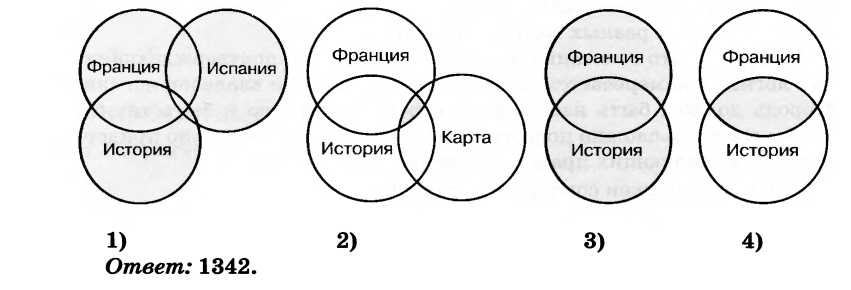 Франция Испания Франция Франция Франция
История История Карта История История
1) 2) 3) 4)
Ответ: 1342.